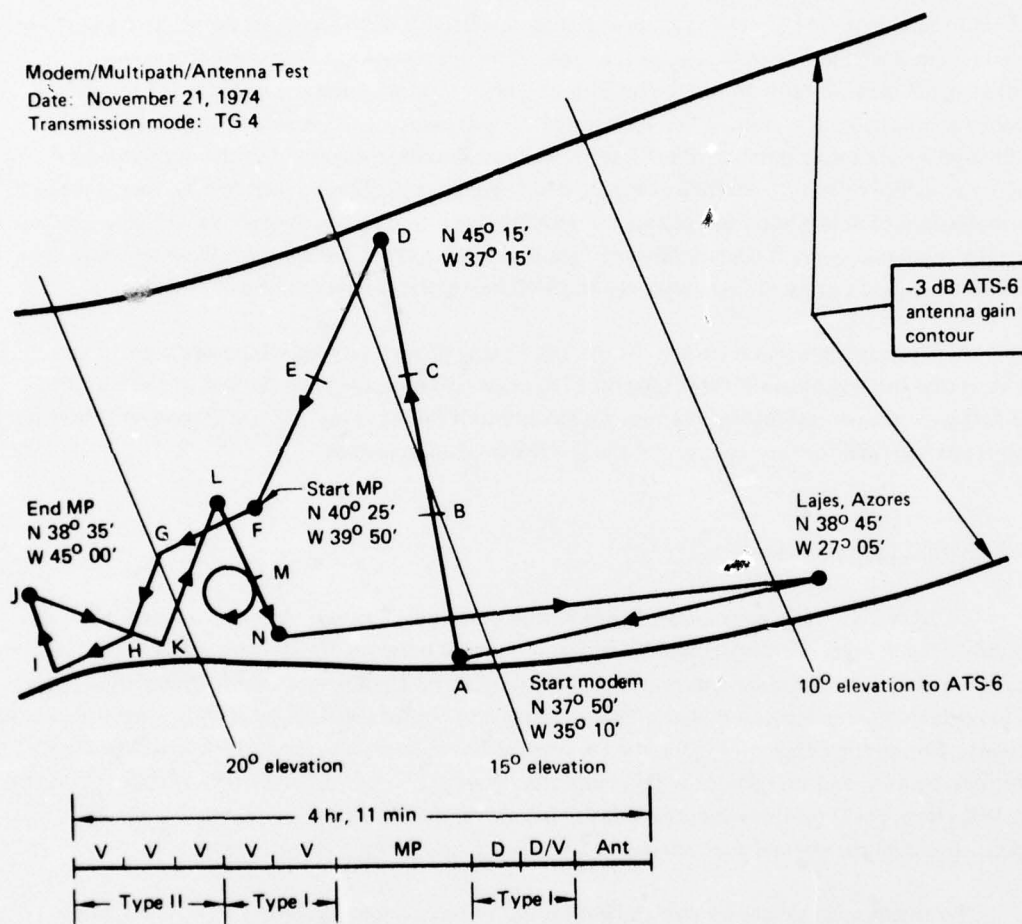 Modem/Multipath/Antenna Test
Date: November 21, 1974
Transmission mode: TG 4
D
N 45° 15′
W 37° 15′
-3 dB ATS-6
antenna gain
contour
E
C
L
Start MP
N 40° 25′
W 39° 50′
F
B
End MP
N 38° 35′
W 45° 00′
G
Lajes, Azores
N 38° 45′
W 27° 05′
M
J
N
H
K
I
A
Start modem
N 37° 50′
W 35° 10′
10° elevation to ATS-6
20° elevation
15° elevation
4 hr, 11 min
V V V V V MP D D/V Ant
Type II Type I Type I